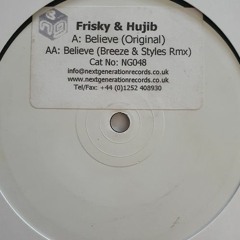 Frisky & Hujib
A: Believe (Original)
AA: Believe (Breeze & Styles Rmx)
Cat No: NG048
info@nextgenerationrecords.co.uk
www.nextgenerationrecords.co.uk
Tel/Fax: +44 (0)1252 408930